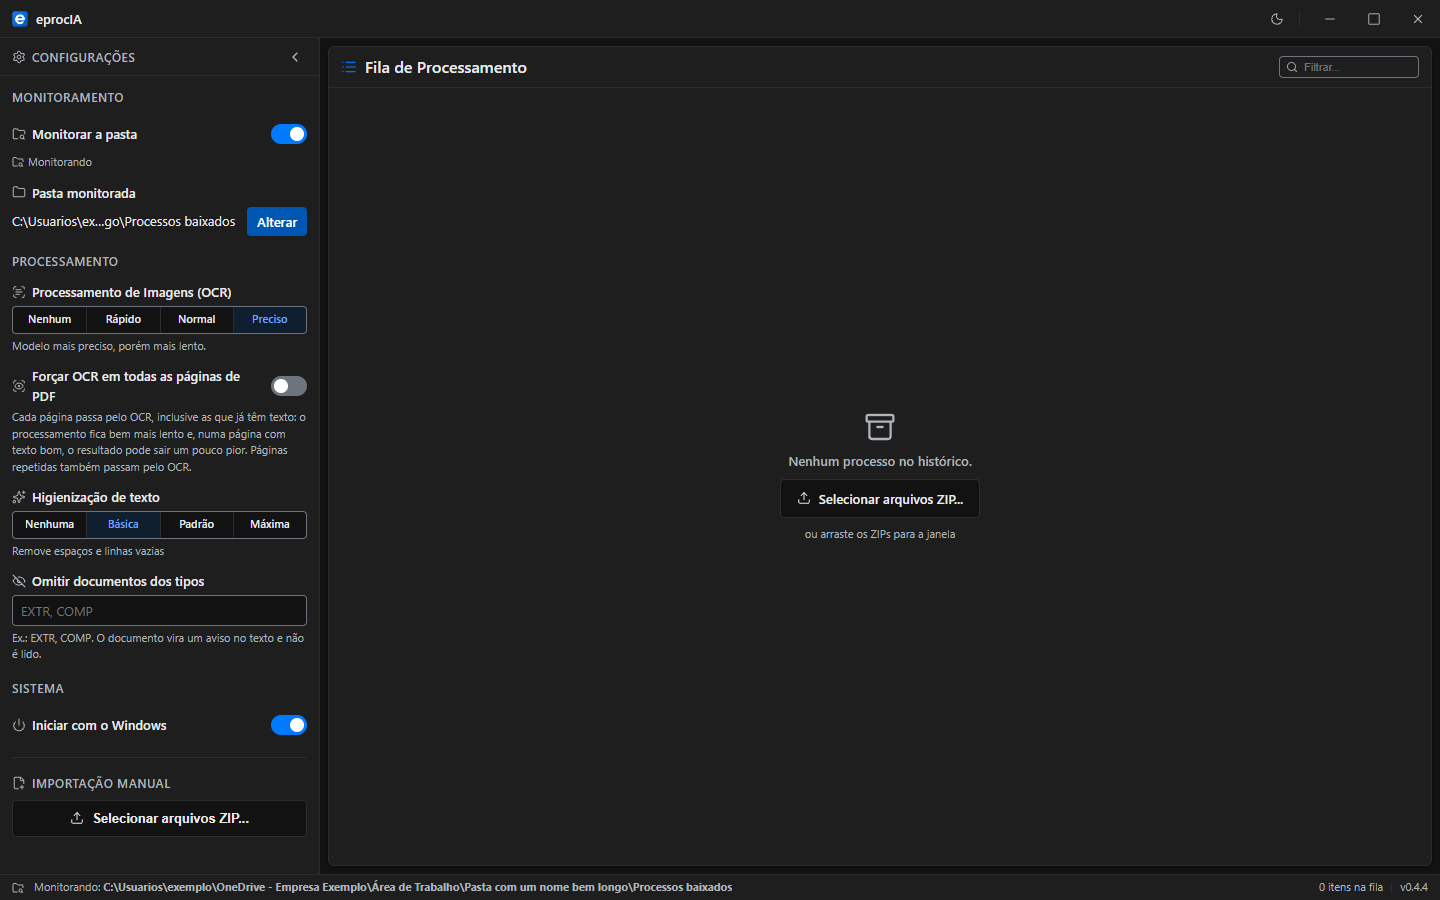 eprocIA
CONFIGURAÇÕES
MONITORAMENTO
Monitorar a pasta
Monitorando
Pasta monitorada
C:\Usuarios\ex...go\Processos baixados
Alterar
PROCESSAMENTO
Processamento de Imagens (OCR)
Nenhum Rápido Normal Preciso
Modelo mais preciso, porém mais lento.
Forçar OCR em todas as páginas de
PDF
Cada página passa pelo OCR, inclusive as que já têm texto: o
processamento fica bem mais lento e, numa página com
texto bom, o resultado pode sair um pouco pior. Páginas
repetidas também passam pelo OCR.
Higienização de texto
Nenhuma Básica Padrão Máxima
Remove espaços e linhas vazias
Omitir documentos dos tipos
EXTR, COMP
Ex.: EXTR, COMP. O documento vira um aviso no texto e não
é lido.
SISTEMA
Iniciar com o Windows
IMPORTAÇÃO MANUAL
Selecionar arquivos ZIP...
Fila de Processamento
Filtrar...
Nenhum processo no histórico.
Selecionar arquivos ZIP...
ou arraste os ZIPs para a janela
Monitorando: C:\Usuarios\exemplo\OneDrive - Empresa Exemplo\Área de Trabalho\Pasta com um nome bem longo\Processos baixados
0 itens na fila
v0.4.4